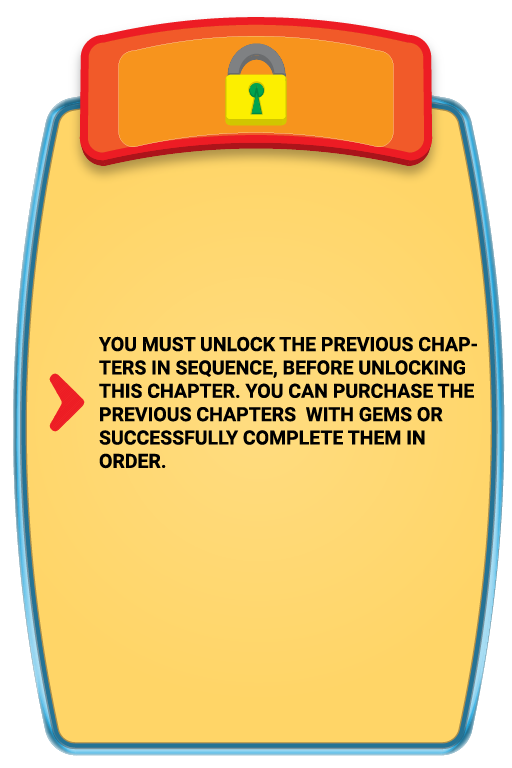 YOU MUST UNLOCK THE PREVIOUS CHAP-
TERS IN SEQUENCE, BEFORE UNLOCKING
THIS CHAPTER. YOU CAN PURCHASE THE
PREVIOUS CHAPTERS  WITH GEMS OR
SUCCESSFULLY COMPLETE THEM IN
ORDER.